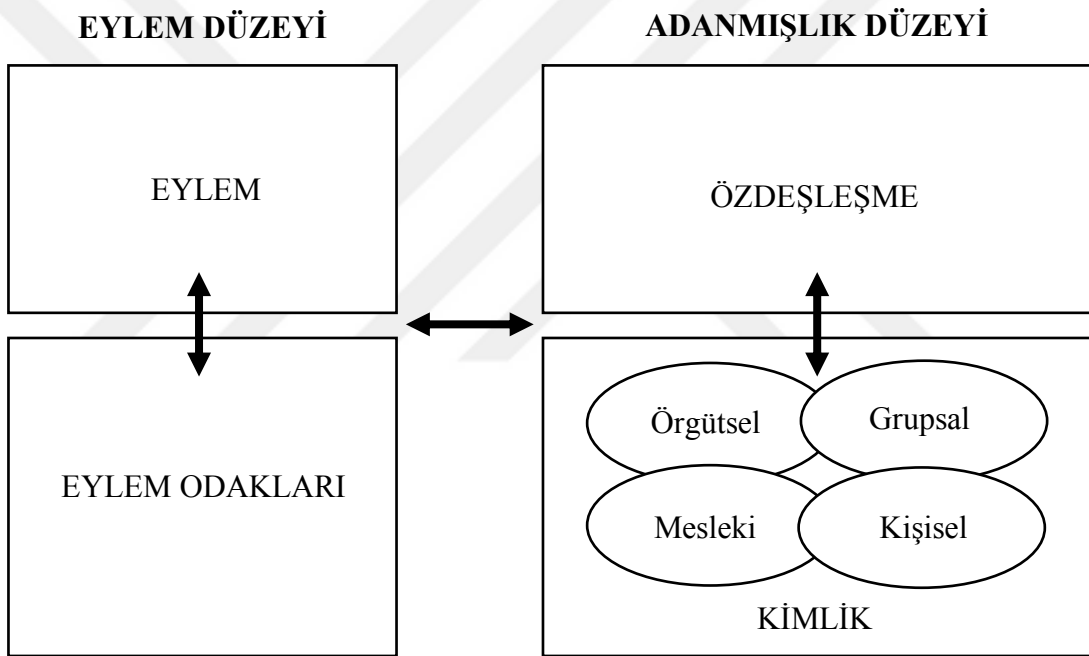 EYLEM DÜZEYİ
ADANMIŞLIK DÜZEYİ
EYLEM
ÖZDEŞLEŞME
EYLEM ODAKLARI
Örgütsel
Grupsal
Mesleki
Kişisel
KİMLİK